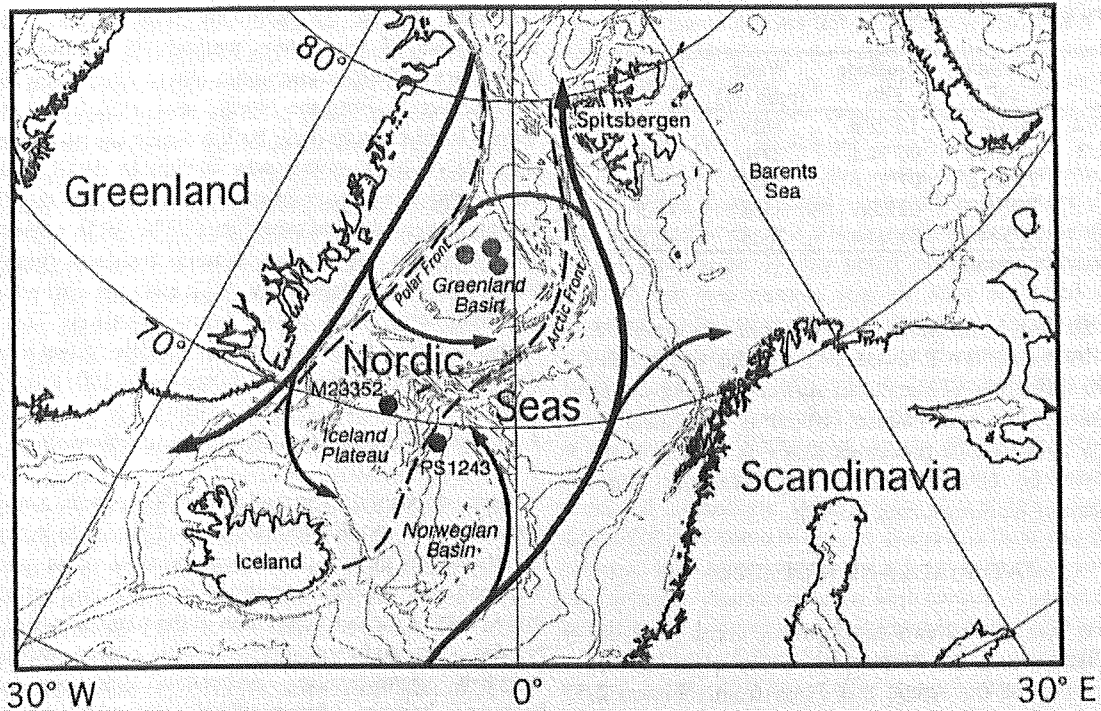 80°
Spitsbergen
Greenland
Barents
Sea
Polar Front
Greenland
Basin
Arctic Front
70°
Nordic
M23352
Seas
Iceland
Plateau
PS1243
Scandinavia
Norwegian
Basin
Iceland
30° W
0°
30° E